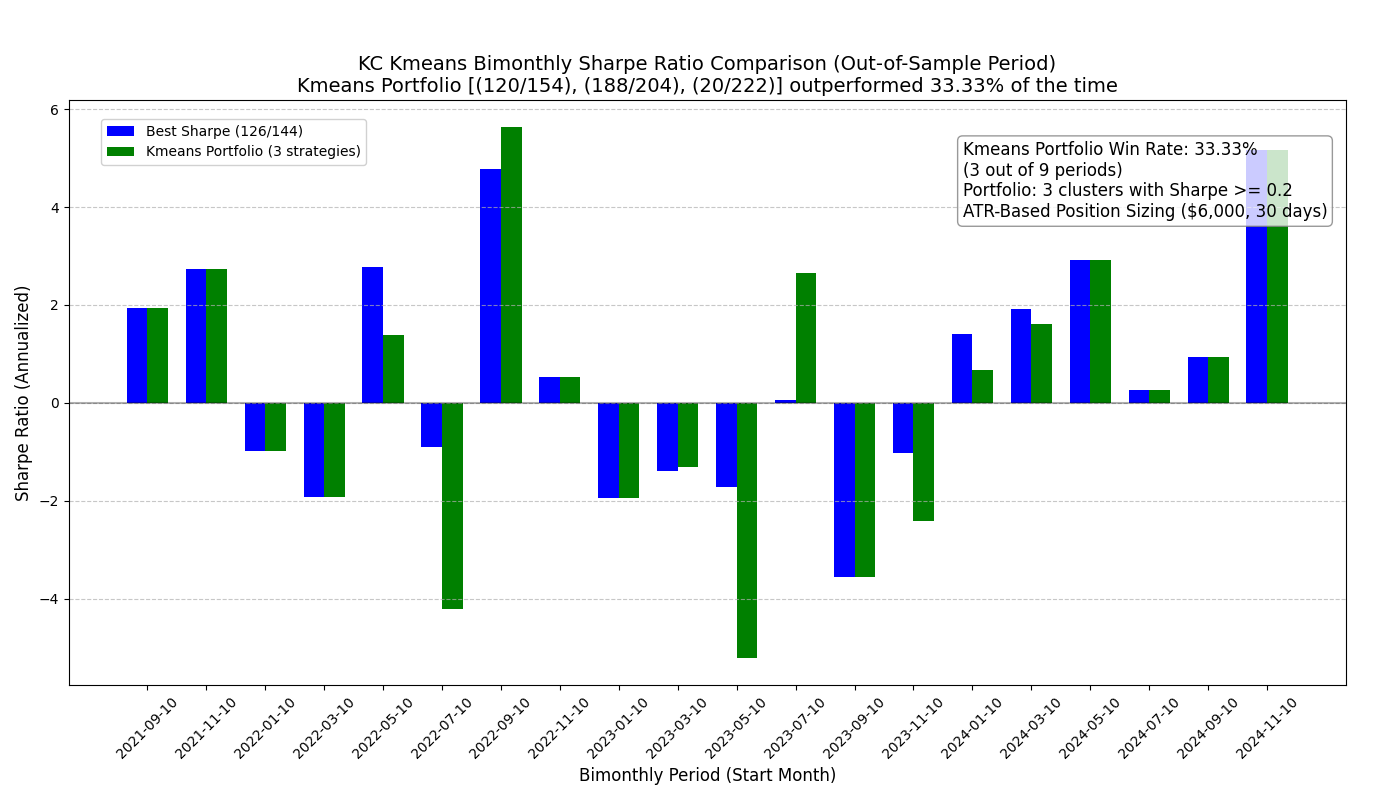 KC Kmeans Bimonthly Sharpe Ratio Comparison (Out-of-Sample Period)
Kmeans Portfolio [(120/154), (188/204), (20/222)] outperformed 33.33% of the time
Best Sharpe (126/144)
Kmeans Portfolio (3 strategies)
Kmeans Portfolio Win Rate: 33.33%
(3 out of 9 periods)
Portfolio: 3 clusters with Sharpe >= 0.2
ATR-Based Position Sizing ($6,000, 30 days)
Sharpe Ratio (Annualized)
6
4
2
0
−2
−4
2021-09-10
2021-11-10
2022-01-10
2022-03-10
2022-05-10
2022-07-10
2022-09-10
2022-11-10
2023-01-10
2023-03-10
2023-05-10
2023-07-10
2023-09-10
2023-11-10
2024-01-10
2024-03-10
2024-05-10
2024-07-10
2024-09-10
2024-11-10
Bimonthly Period (Start Month)